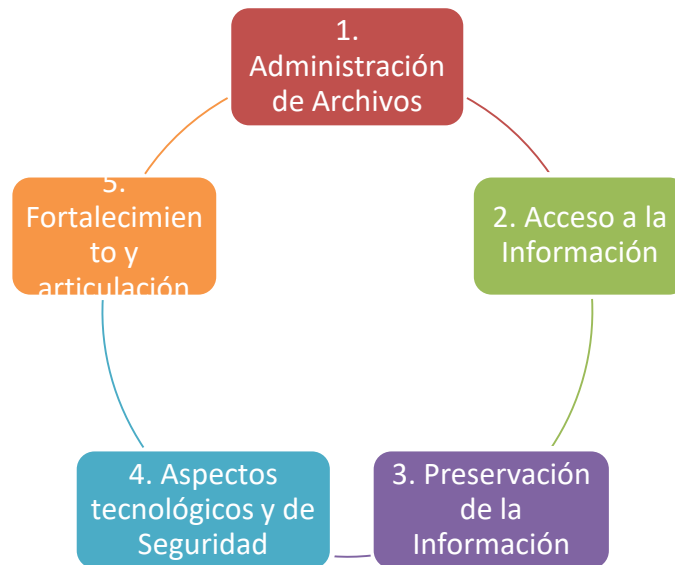 1.
Administración
de Archivos
2. Acceso a la
Información
3. Preservación
de la
Información
4. Aspectos
tecnológicos y de
Seguridad
5.
Fortalecimien
to y
articulación